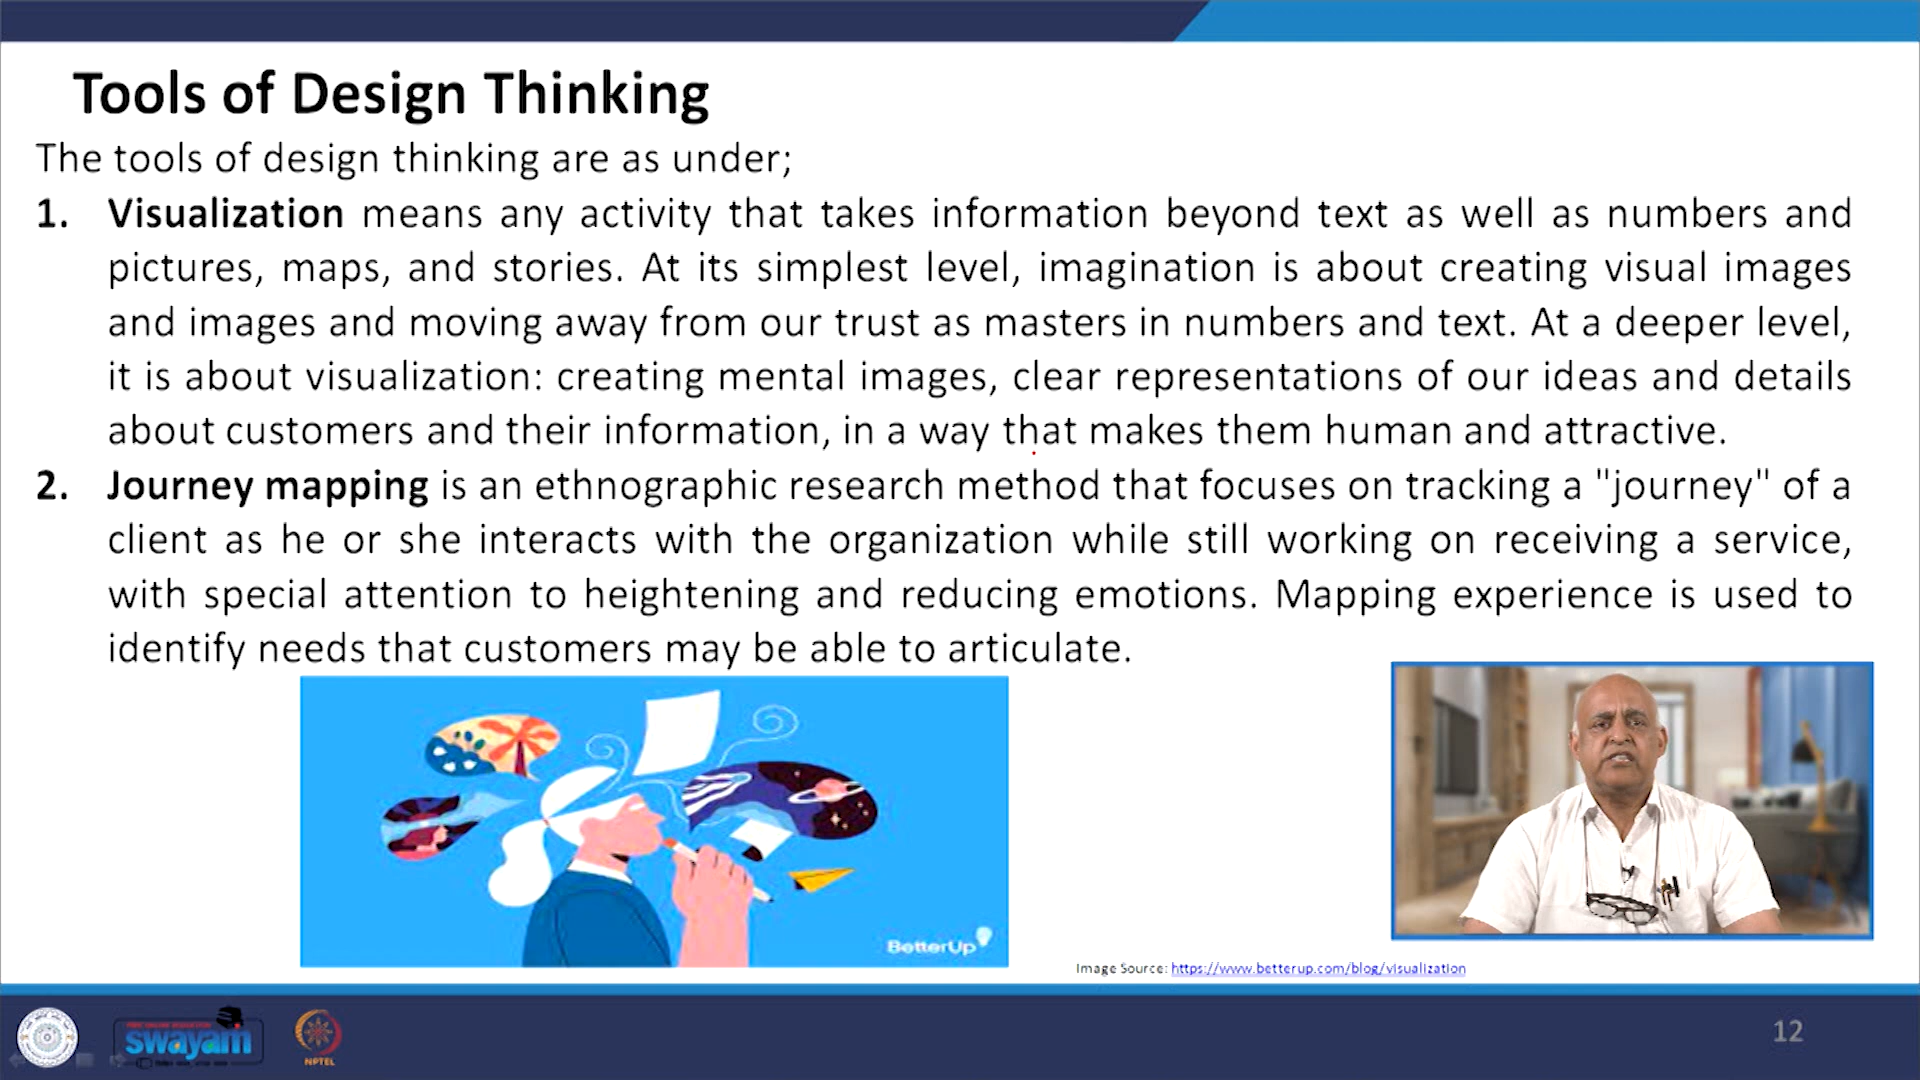 Tools of Design Thinking
The tools of design thinking are as under;
1. Visualization means any activity that takes information beyond text as well as numbers and
pictures, maps, and stories. At its simplest level, imagination is about creating visual images
and images and moving away from our trust as masters in numbers and text. At a deeper level,
it is about visualization: creating mental images, clear representations of our ideas and details
about customers and their information, in a way that makes them human and attractive.
2. Journey mapping is an ethnographic research method that focuses on tracking a "journey" of a
client as he or she interacts with the organization while still working on receiving a service,
with special attention to heightening and reducing emotions. Mapping experience is used to
identify needs that customers may be able to articulate.
BetterUp
Image Source: https://www.betterup.com/blog/visualization
swayam
NPTEL
12